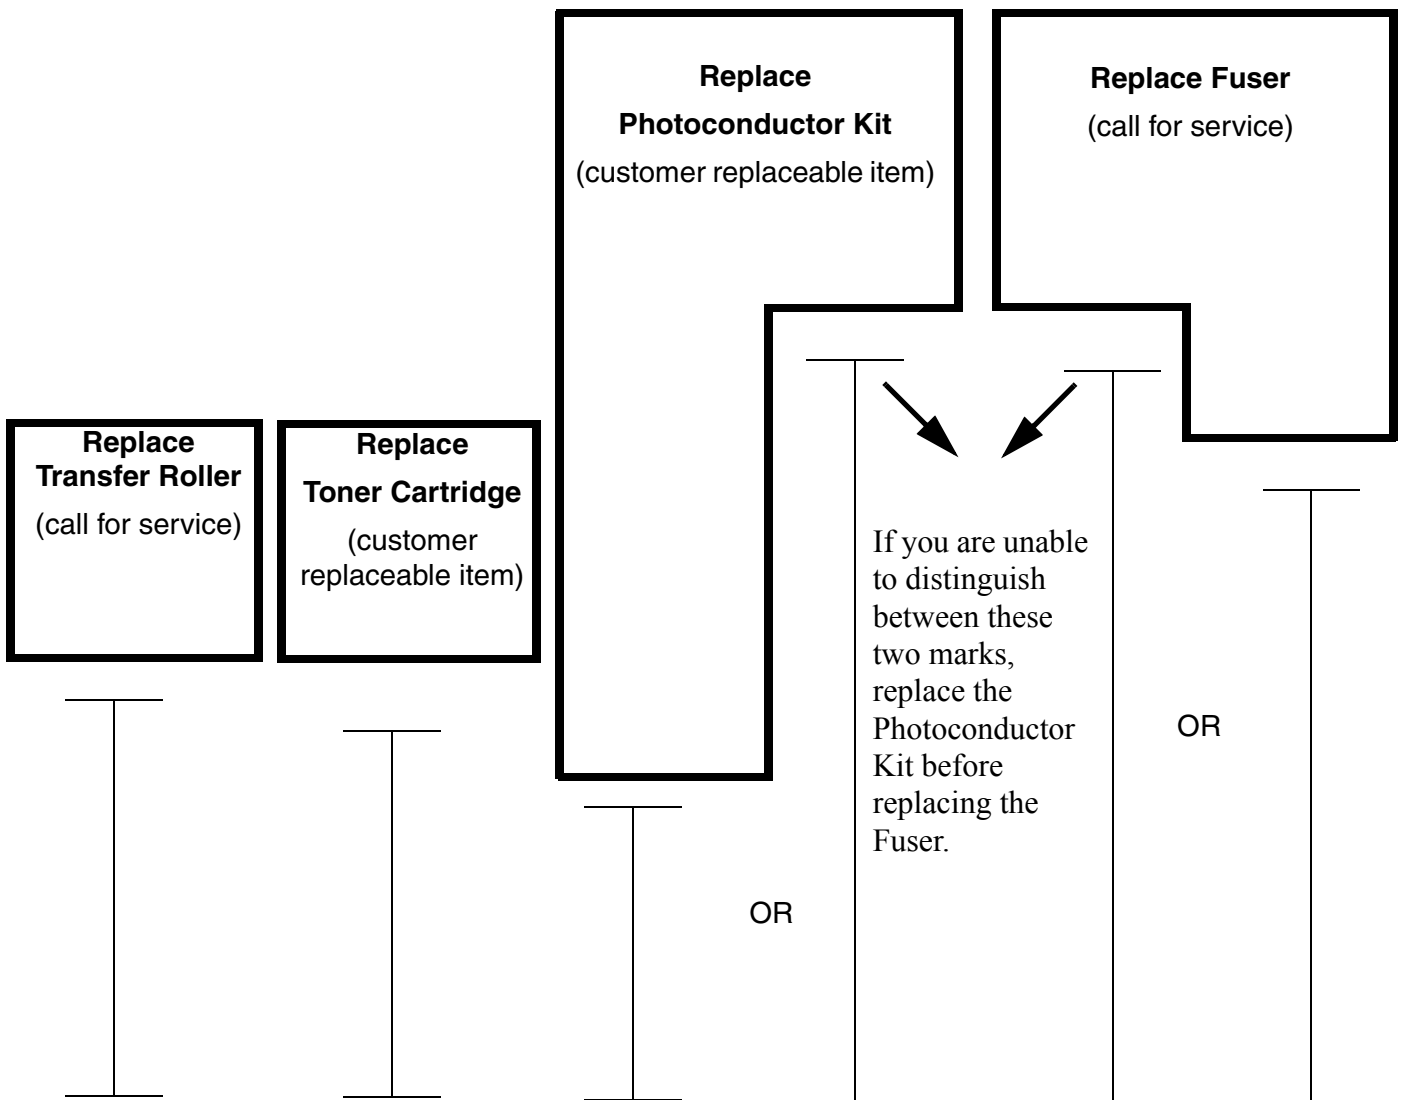 Replace
Photoconductor Kit
(customer replaceable item)
Replace Fuser
(call for service)
Replace
Transfer Roller
(call for service)
Replace
Toner Cartridge
(customer
replaceable item)
If you are unable
to distinguish
between these
two marks,
replace the
Photoconductor
Kit before
replacing the
Fuser.
OR
OR